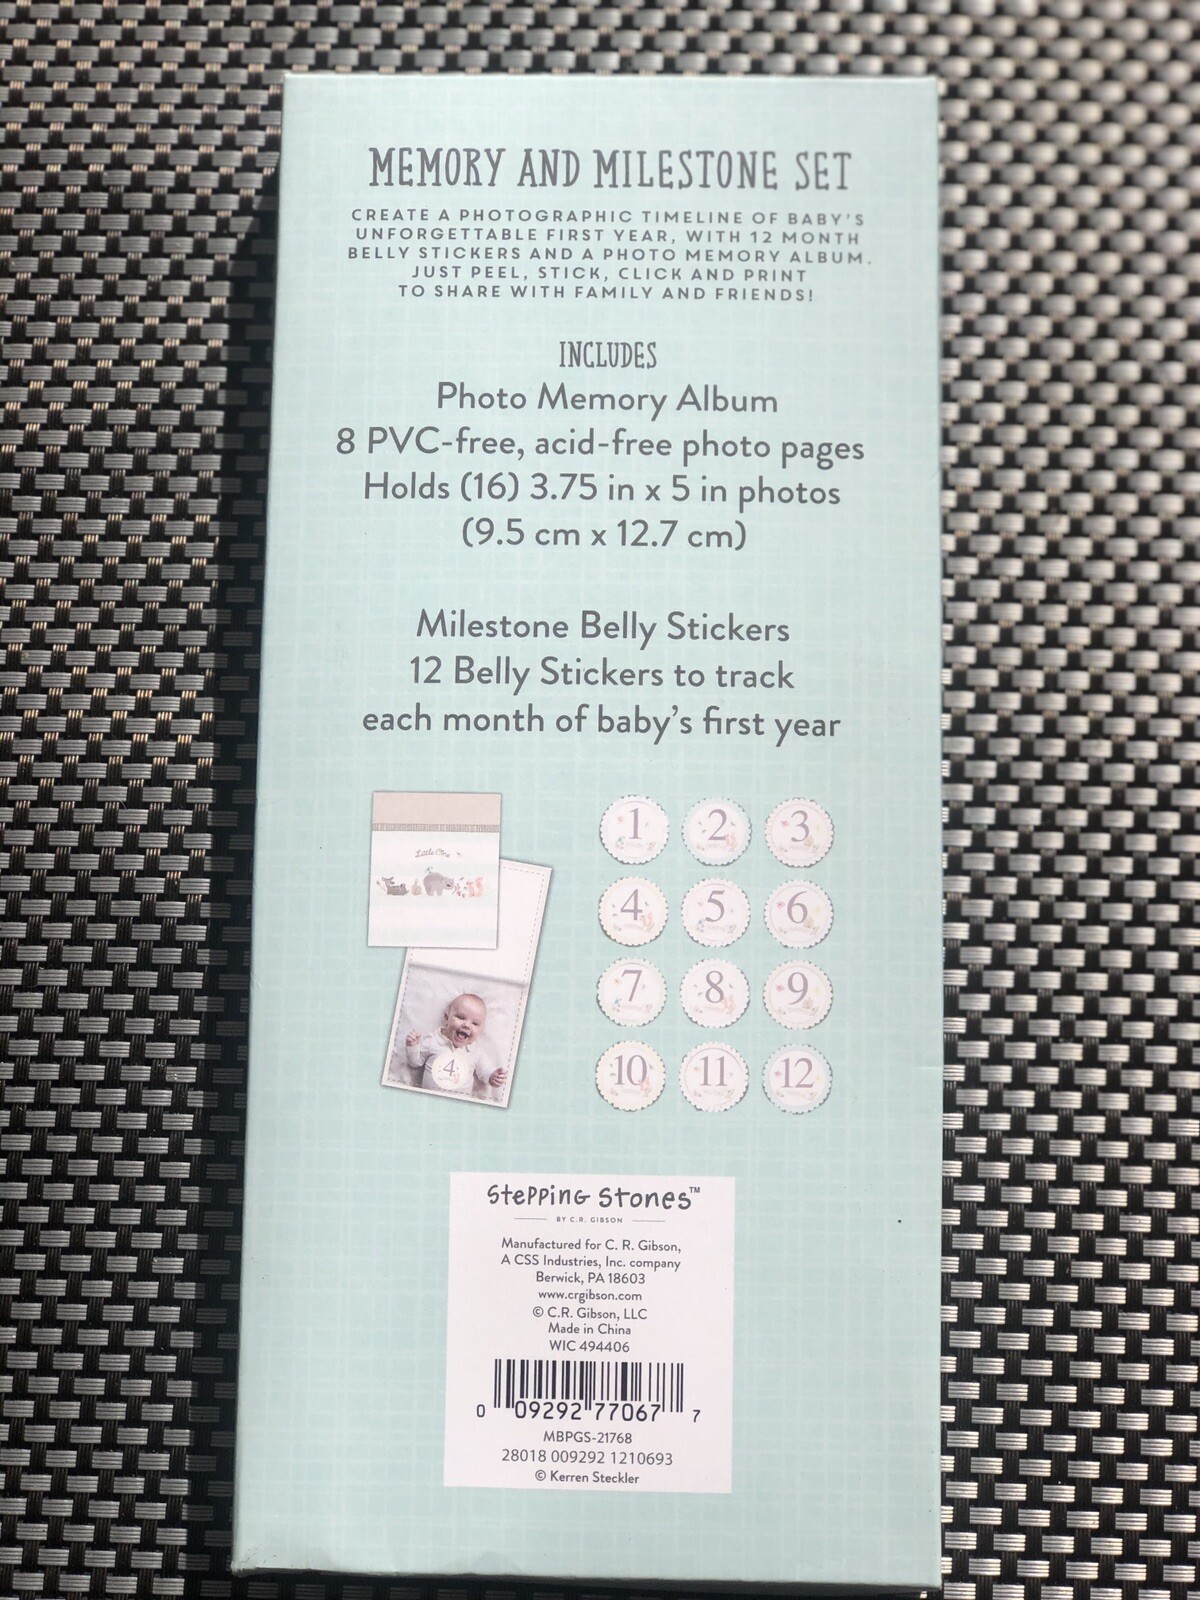 MEMORY AND MILESTONE SET
CREATE A PHOTOGRAPHIC TIMELINE OF BABY'S
UNFORGETTABLE FIRST YEAR, WITH 12 MONTH
BELLY STICKERS AND A PHOTO MEMORY ALBUM.
JUST PEEL, STICK, CLICK AND PRINT
TO SHARE WITH FAMILY AND FRIENDS!
INCLUDES
Photo Memory Album
8 PVC-free, acid-free photo pages
Holds (16) 3.75 in x 5 in photos
(9.5 cm x 12.7 cm)
Milestone Belly Stickers
12 Belly Stickers to track
each month of baby's first year
Little One
4
1 2 3
4 5 6
7 8 9
10 11 12
Stepping Stones™
BY C.R. GIBSON
Manufactured for C. R. Gibson,
A CSS Industries, Inc. company
Berwick, PA 18603
www.crgibson.com
© C.R. Gibson, LLC
Made in China
WIC 494406
0 09292 77067 7
MBPGS-21768
28018 009292 1210693
© Kerren Steckler